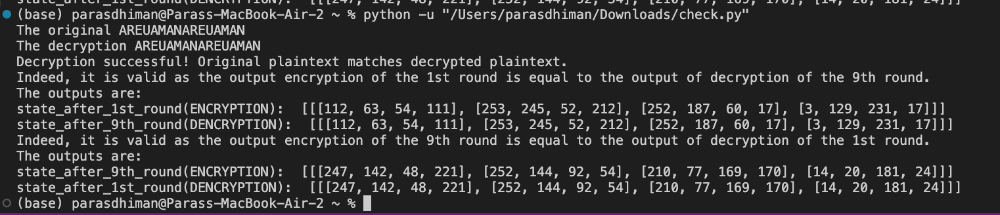 state_after_1st_round(DENCRYPTION):  [[[247, 142, 48, 221], [252, 144, 92, 54], [210, 77, 169, 170], [14, 20, 181, 24]]]
(base) parasdhiman@Parass-MacBook-Air-2 ~ % python -u "/Users/parasdhiman/Downloads/check.py"
The original AREUAMANAREUAMAN
The decryption AREUAMANAREUAMAN
Decryption successful! Original plaintext matches decrypted plaintext.
Indeed, it is valid as the output encryption of the 1st round is equal to the output of decryption of the 9th round.
The outputs are:
state_after_1st_round(ENCRYPTION):  [[[112, 63, 54, 111], [253, 245, 52, 212], [252, 187, 60, 17], [3, 129, 231, 17]]]
state_after_9th_round(DENCRYPTION):  [[[112, 63, 54, 111], [253, 245, 52, 212], [252, 187, 60, 17], [3, 129, 231, 17]]]
Indeed, it is valid as the output encryption of the 9th round is equal to the output of decryption of the 1st round.
The outputs are:
state_after_9th_round(ENCRYPTION):  [[[247, 142, 48, 221], [252, 144, 92, 54], [210, 77, 169, 170], [14, 20, 181, 24]]]
state_after_1st_round(DENCRYPTION):  [[[247, 142, 48, 221], [252, 144, 92, 54], [210, 77, 169, 170], [14, 20, 181, 24]]]
(base) parasdhiman@Parass-MacBook-Air-2 ~ %